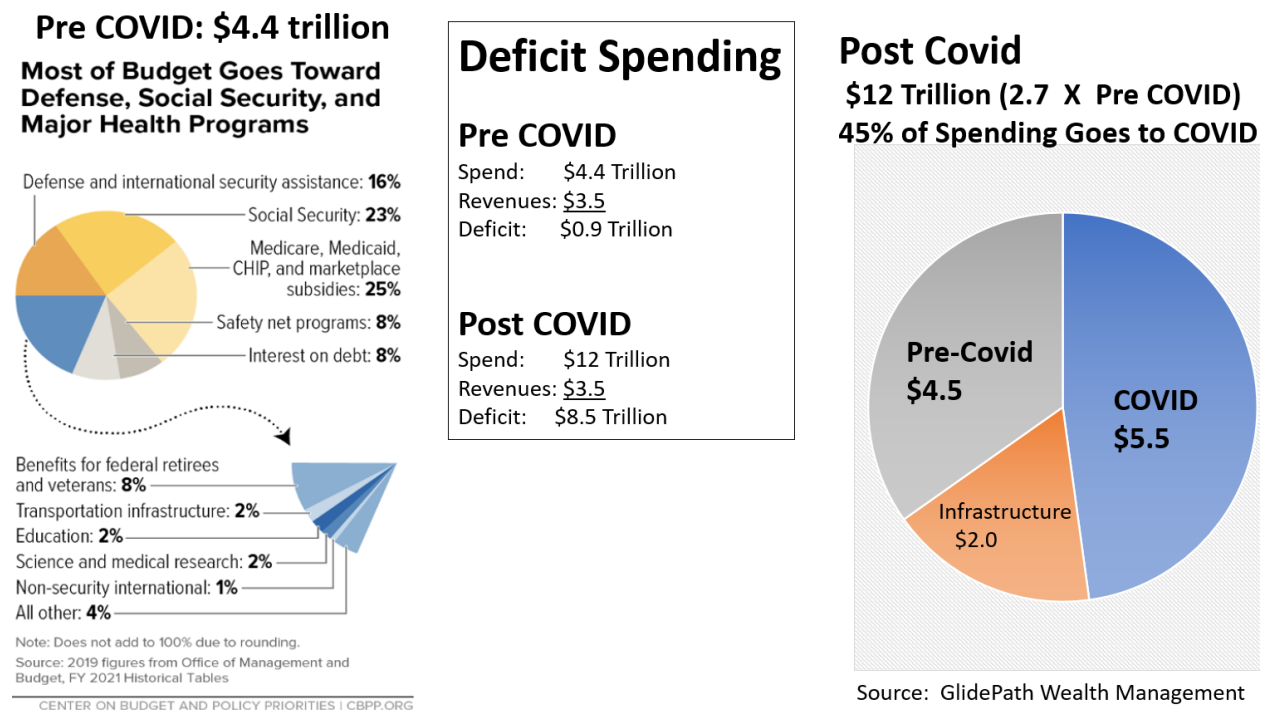 Pre COVID: $4.4 trillion
Most of Budget Goes Toward
Defense, Social Security, and
Major Health Programs
Defense and international security assistance: 16%
Social Security: 23%
Medicare, Medicaid,
CHIP, and marketplace
subsidies: 25%
Safety net programs: 8%
Interest on debt: 8%
Benefits for federal retirees
and veterans: 8%
Transportation infrastructure: 2%
Education: 2%
Science and medical research: 2%
Non-security international: 1%
All other: 4%
Note: Does not add to 100% due to rounding.
Source: 2019 figures from Office of Management and
Budget, FY 2021 Historical Tables
CENTER ON BUDGET AND POLICY PRIORITIES | CBPP.ORG
Deficit Spending
Pre COVID
Spend: $4.4 Trillion
Revenues: $3.5
Deficit: $0.9 Trillion
Post COVID
Spend: $12 Trillion
Revenues: $3.5
Deficit: $8.5 Trillion
Post Covid
$12 Trillion (2.7 X Pre COVID)
45% of Spending Goes to COVID
Pre-Covid
$4.5
COVID
$5.5
Infrastructure
$2.0
Source: GlidePath Wealth Management